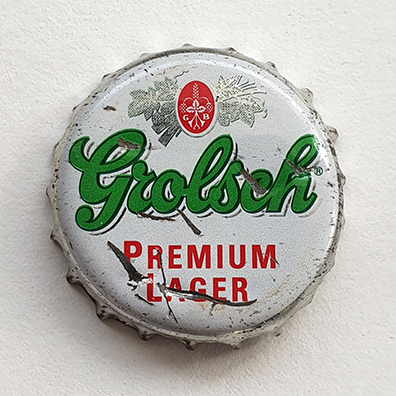 G B
Grolsch®
PREMIUM
LAGER